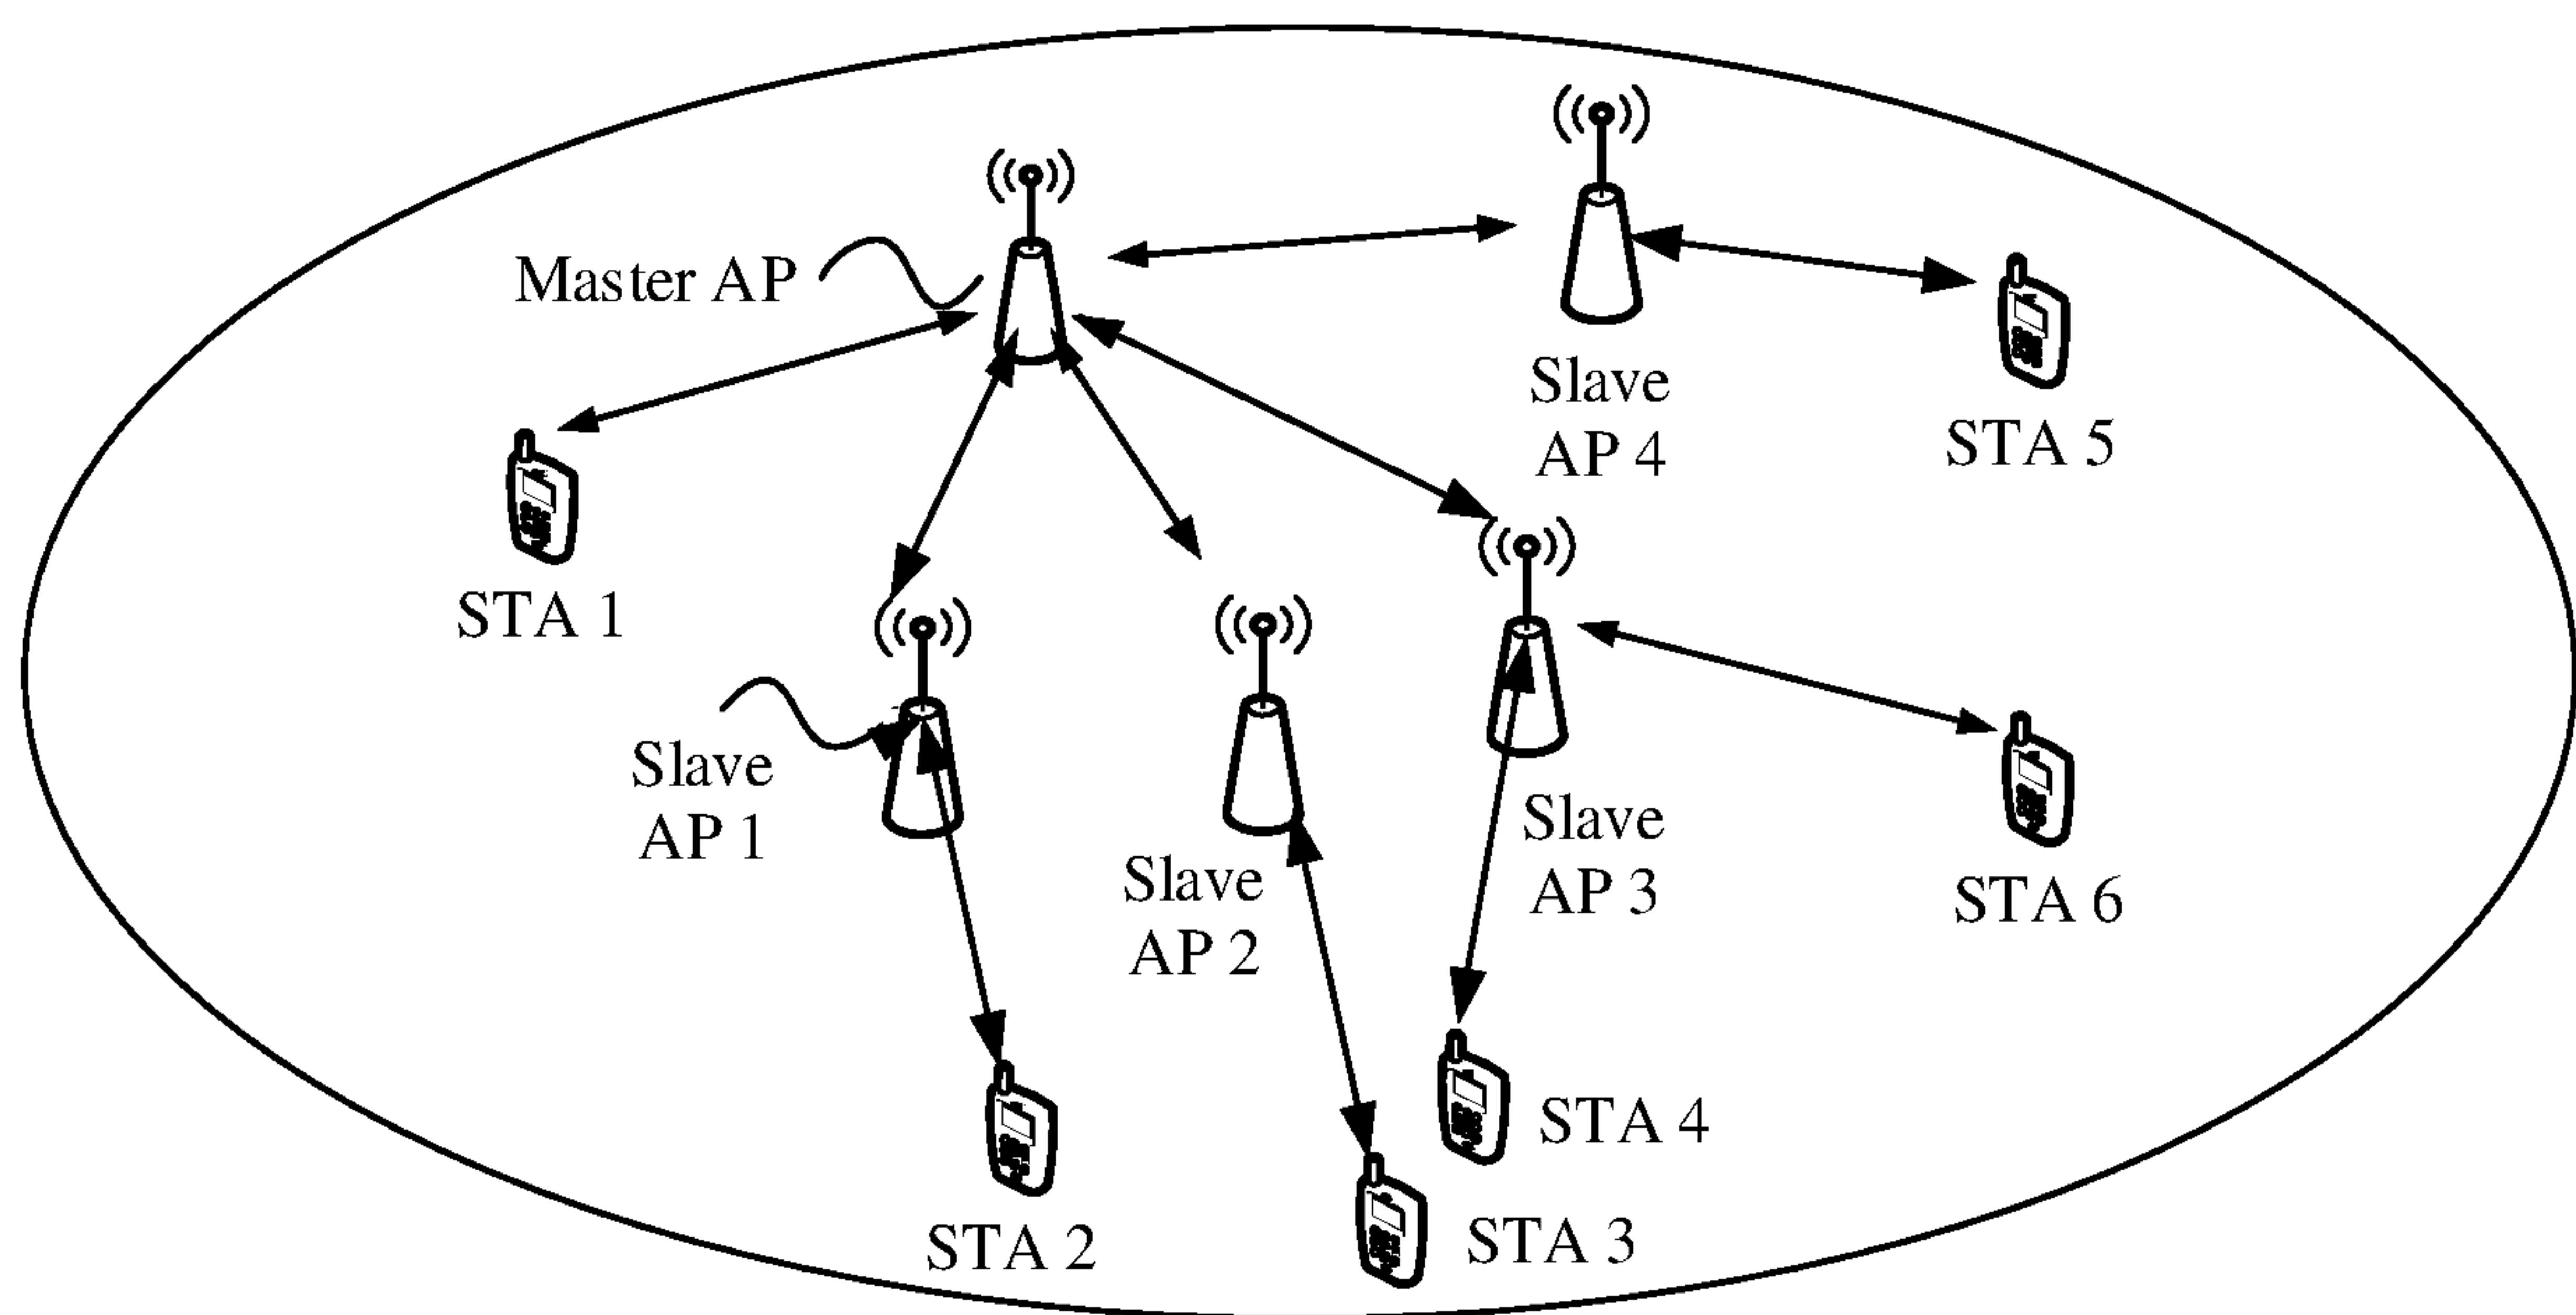 Master AP
Slave
AP 4
STA 5
STA 1
Slave
AP 1
Slave
AP 2
Slave
AP 3
STA 6
STA 4
STA 3
STA 2